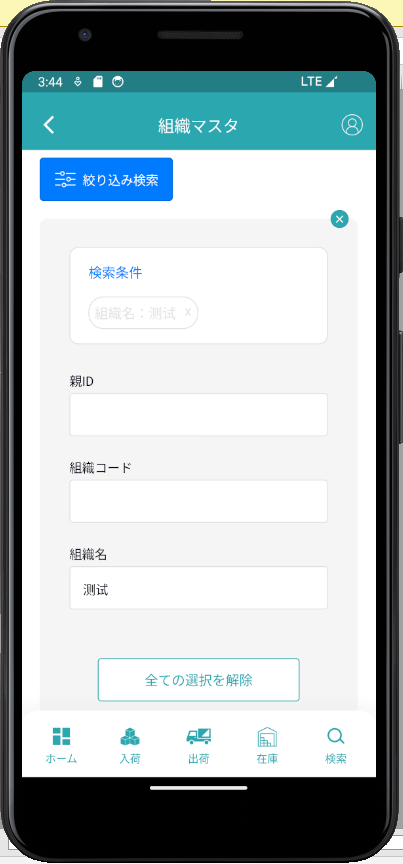 3:44
LTE
組織マスタ
絞り込み検索
検索条件
組織名：测试 x
親ID
組織コード
組織名
测试
全ての選択を解除
ホーム
入荷
出荷
在庫
検索